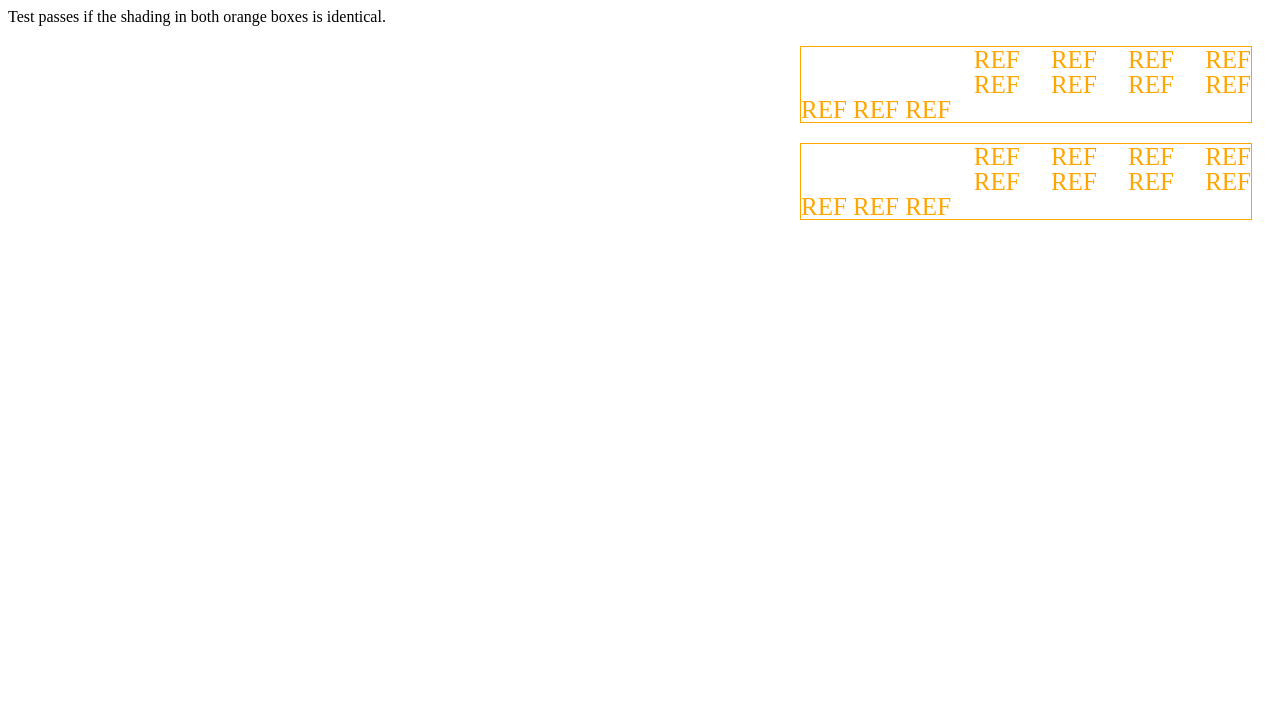 Test passes if the shading in both orange boxes is identical.
REF REF REF REF
REF REF REF REF
REF REF REF
REF REF REF REF
REF REF REF REF
REF REF REF